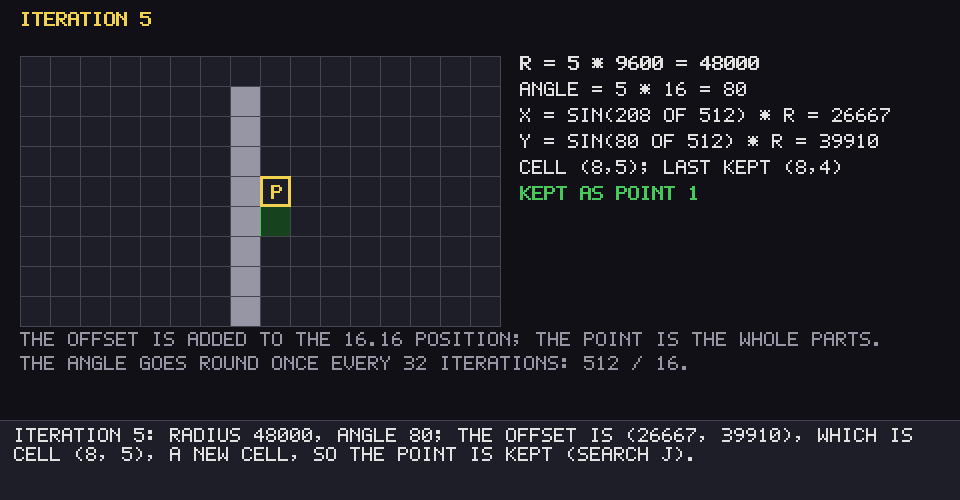 ITERATION 5
R = 5 * 9600 = 48000
ANGLE = 5 * 16 = 80
X = SIN(208 OF 512) * R = 26667
Y = SIN(80 OF 512) * R = 39910
CELL (8,5); LAST KEPT (8,4)
KEPT AS POINT 1
P
THE OFFSET IS ADDED TO THE 16.16 POSITION; THE POINT IS THE WHOLE PARTS.
THE ANGLE GOES ROUND ONCE EVERY 32 ITERATIONS: 512 / 16.
ITERATION 5: RADIUS 48000, ANGLE 80; THE OFFSET IS (26667, 39910), WHICH IS
CELL (8, 5), A NEW CELL, SO THE POINT IS KEPT (SEARCH J).